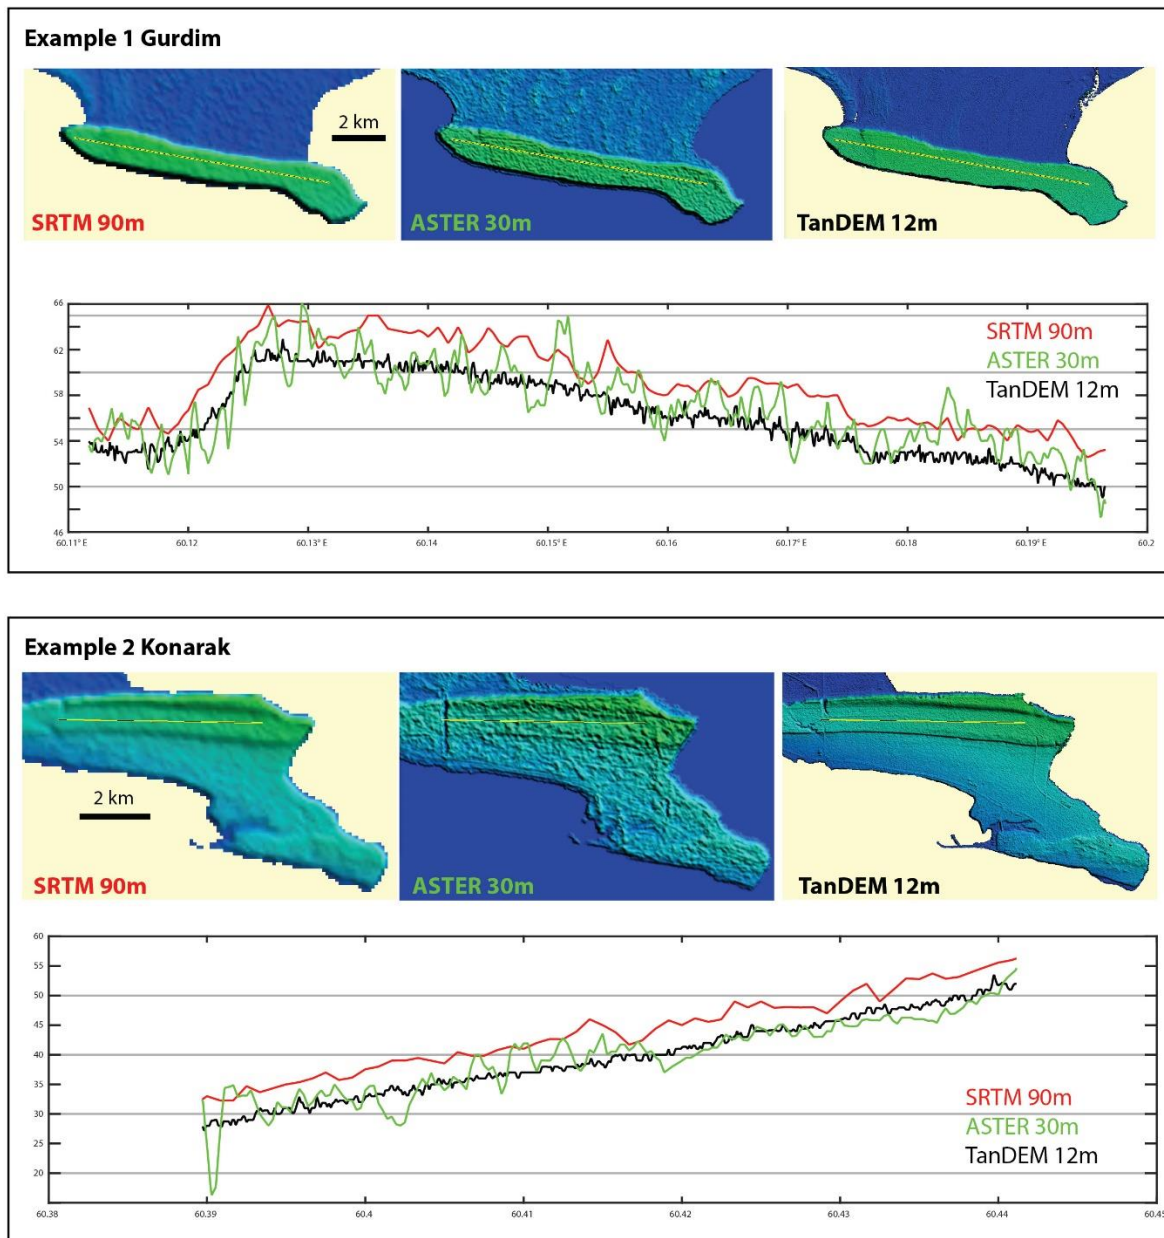 Example 1 Gurdim
2 km
SRTM 90m
ASTER 30m
TanDEM 12m
66
62
58
54
50
46
SRTM 90m
ASTER 30m
TanDEM 12m
60.11° E
60.12
60.13° E
60.14
60.15° E
60.16
60.17° E
60.18
60.19° E
60.2
Example 2 Konarak
2 km
SRTM 90m
ASTER 30m
TanDEM 12m
60
55
50
45
40
35
30
25
20
SRTM 90m
ASTER 30m
TanDEM 12m
60.38
60.39
60.4
60.41
60.42
60.43
60.44
60.45